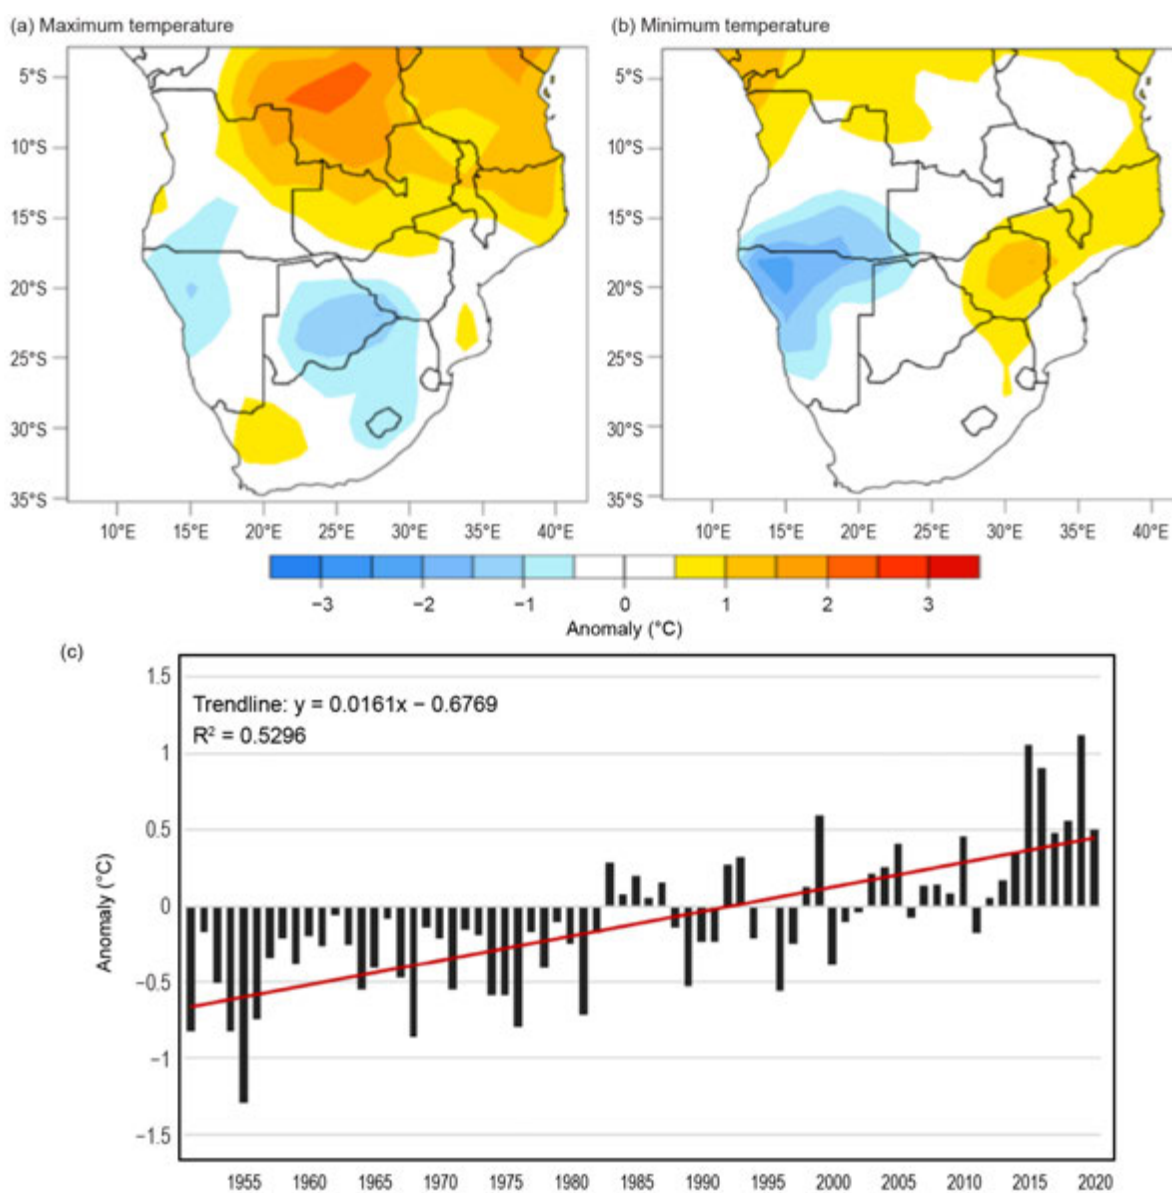 (a) Maximum temperature
(b) Minimum temperature
5°S
10°S
15°S
20°S
25°S
30°S
35°S
10°E 15°E 20°E 25°E 30°E 35°E 40°E
5°S
10°S
15°S
20°S
25°S
30°S
35°S
10°E 15°E 20°E 25°E 30°E 35°E 40°E
−3 −2 −1 0 1 2 3
Anomaly (°C)
(c)
Trendline: y = 0.0161x − 0.6769
R² = 0.5296
Anomaly (°C)
1.5
1
0.5
0
−0.5
−1
−1.5
1955 1960 1965 1970 1975 1980 1985 1990 1995 2000 2005 2010 2015 2020